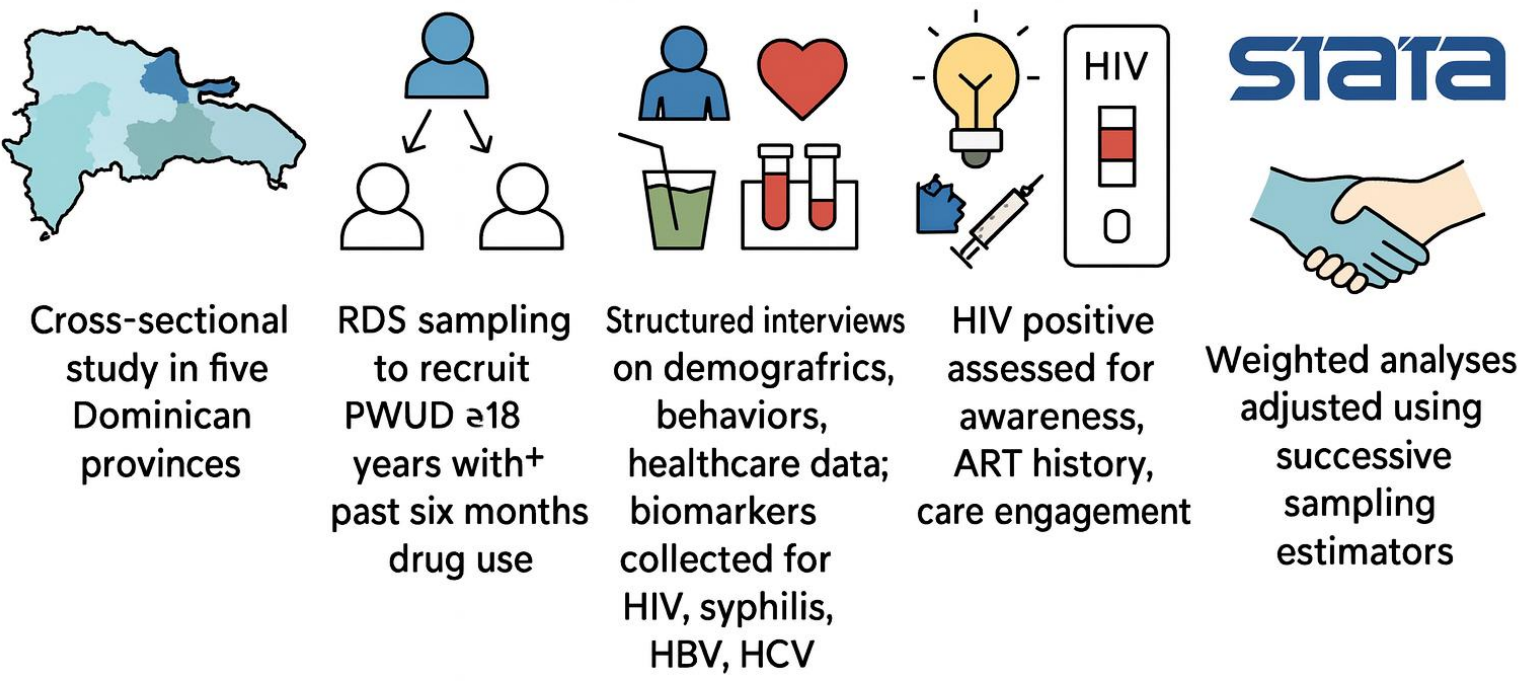 Cross-sectional
study in five
Dominican
provinces
RDS sampling
to recruit
PWUD ≥18
years with+
past six months
drug use
Structured interviews
on demografrics,
behaviors,
healthcare data;
biomarkers
collected for
HIV, syphilis,
HBV, HCV
HIV
HIV positive
assessed for
awareness,
ART history,
care engagement
stata
Weighted analyses
adjusted using
successive
sampling
estimators